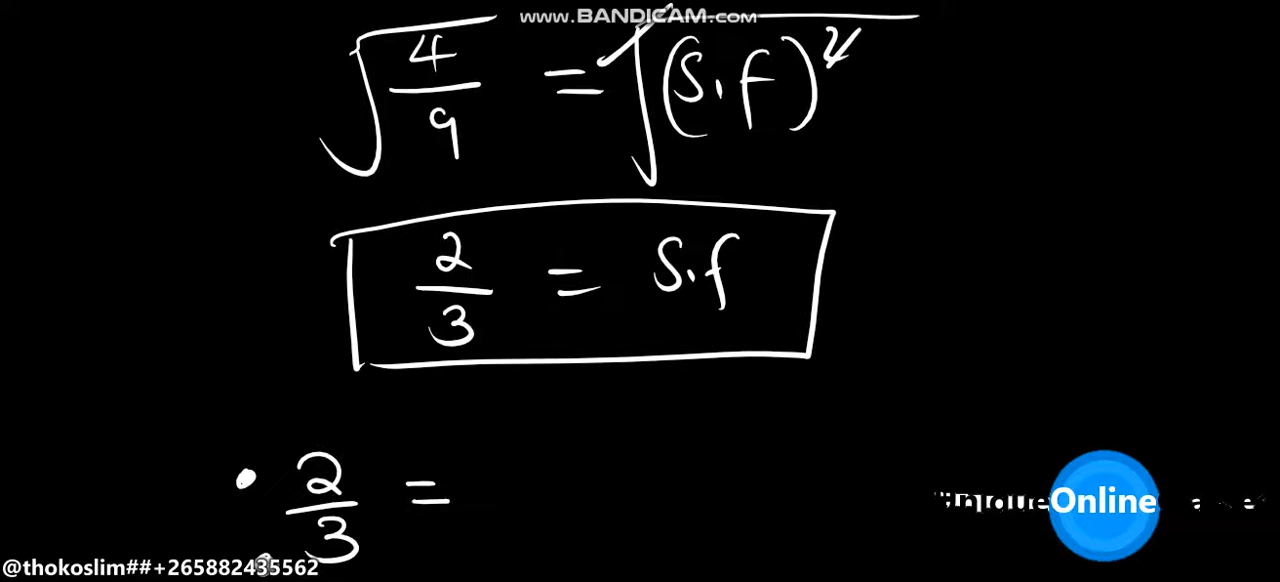 www.BANDICAM.com
√(4/9) = √(S.f)²
2/3 = S.f
2/3 =
Online
@thokoslim##+265882435562